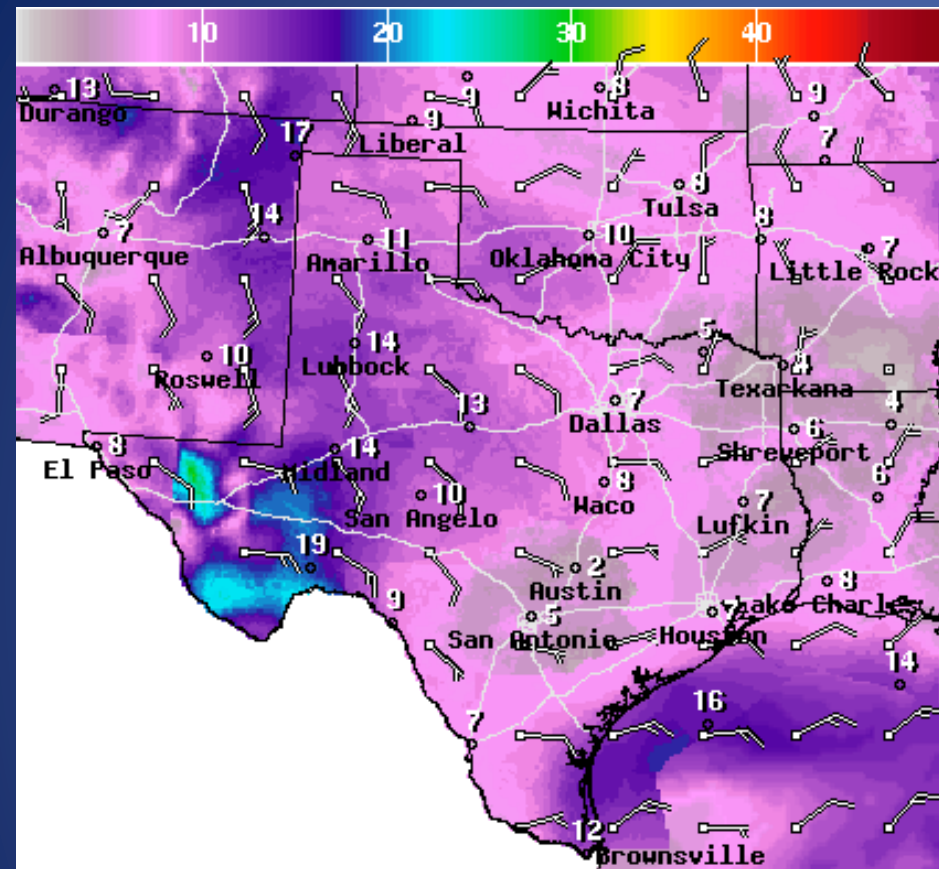 10 20 30 40
13 9 8 9
Durango Wichita
9 7
Liberal
17
8
Tulsa
7 14 11 10 8 7
Albuquerque Amarillo Oklahoma City Little Rock
10 14 5 4
Roswell Lubbock Texarkana
13 7 6 4
Dallas
8 14 Shreveport
El Paso Midland
10 8 7 6
San Angelo Waco Lufkin
19 2 8
Austin
9 5 7 Lake Charles
San Antonio Houston
14
7 16
12
Brownsville